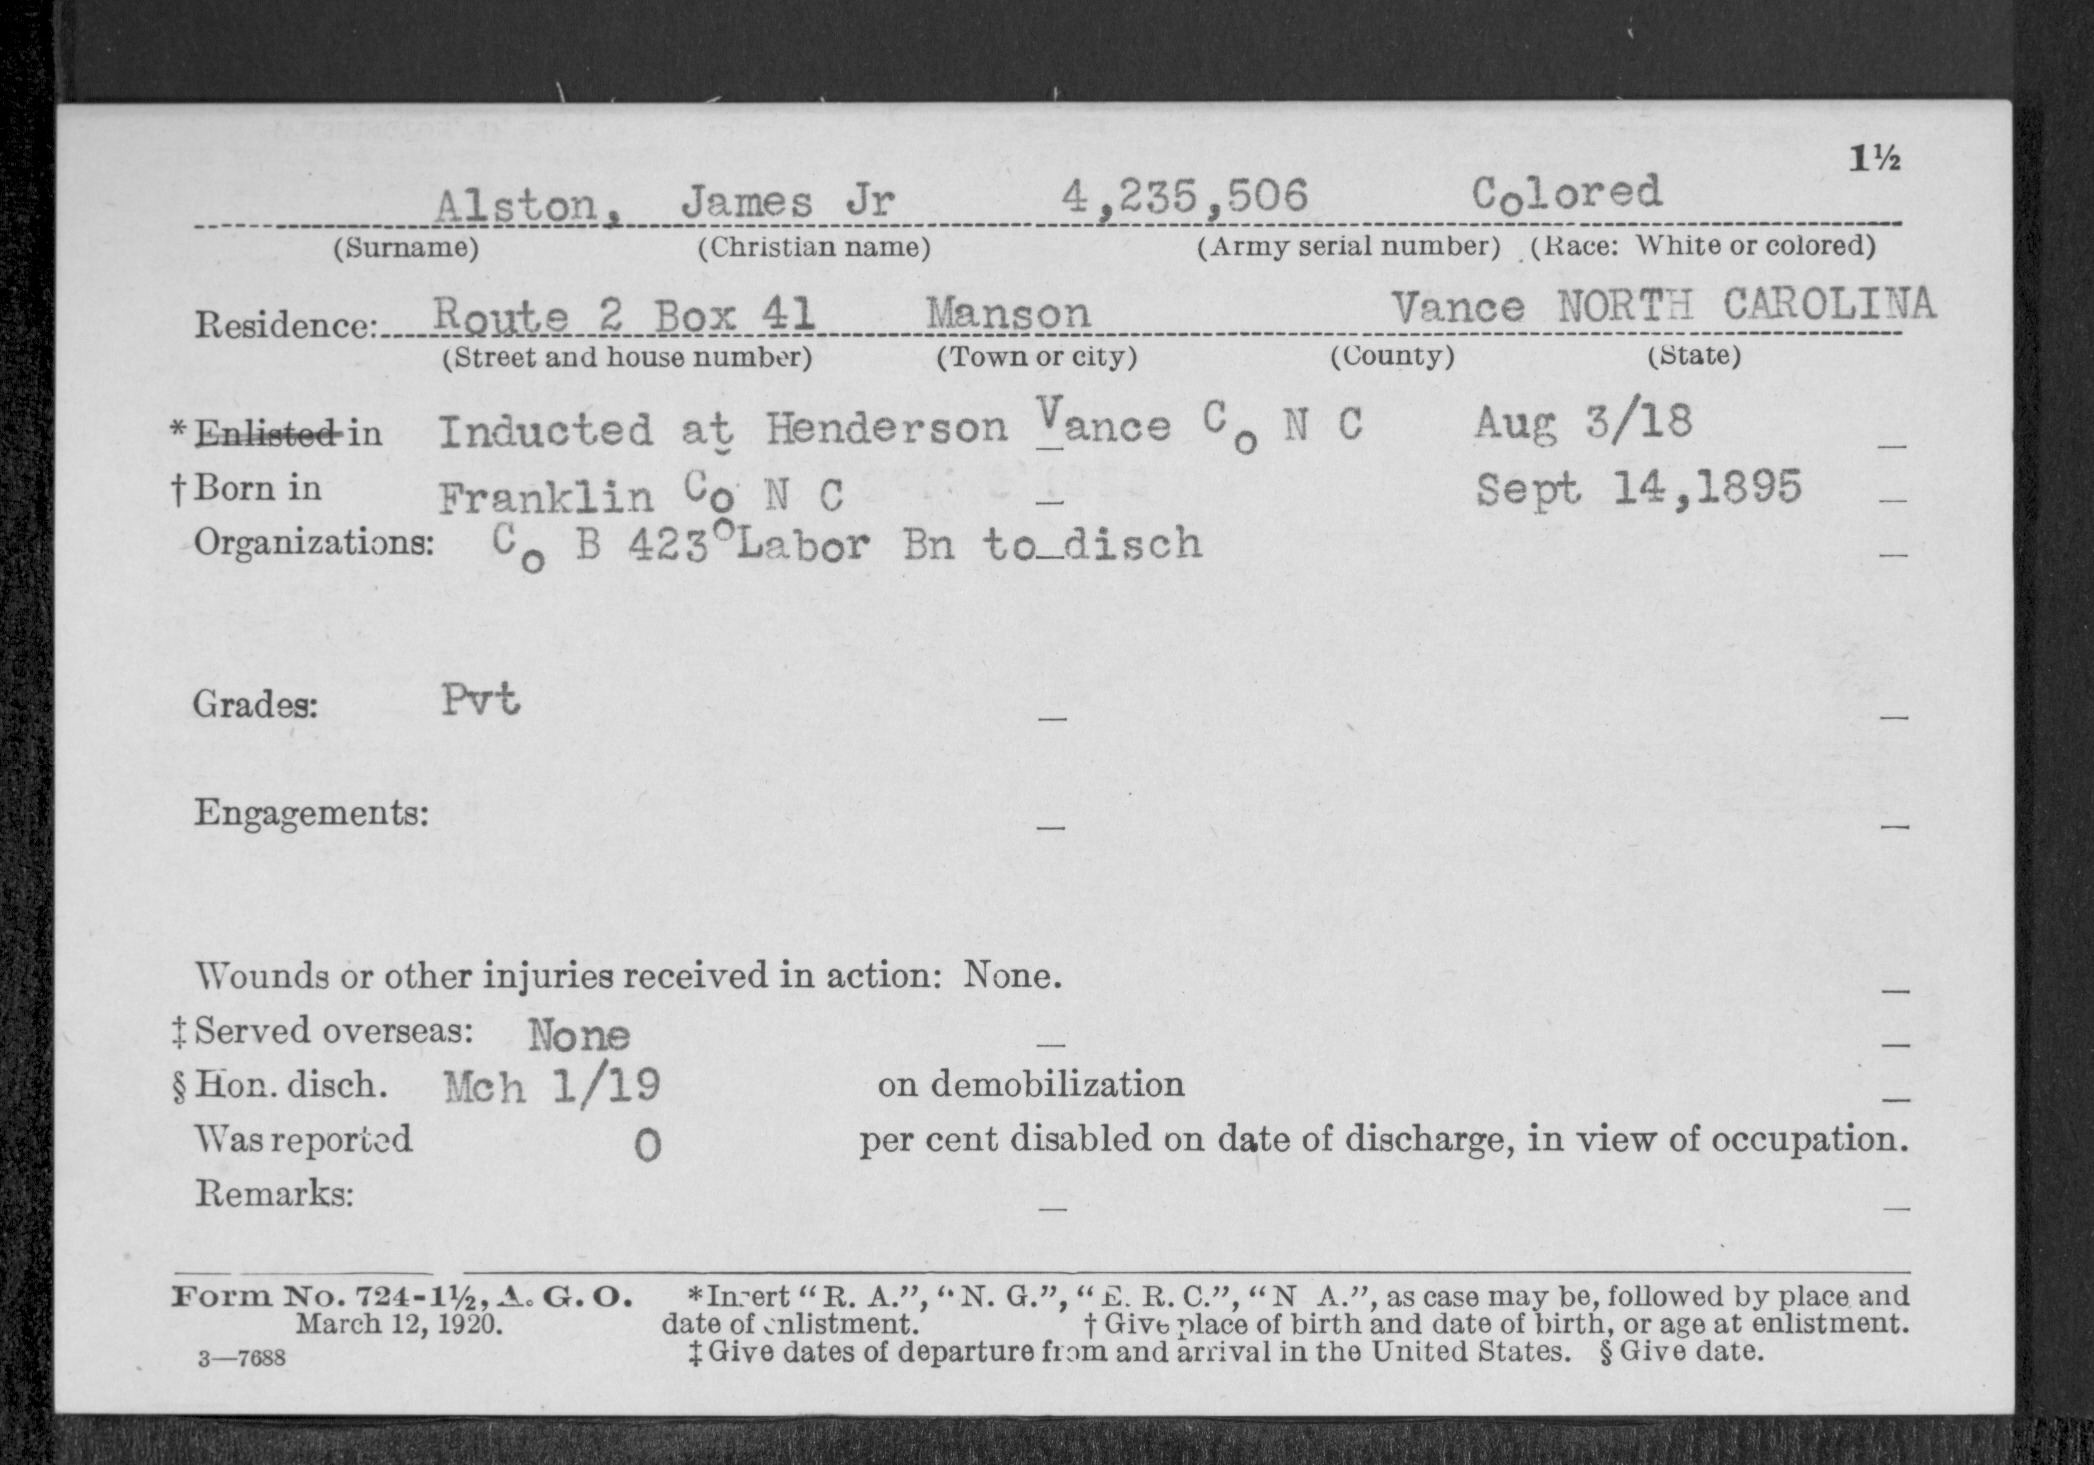 1½
Alston, James Jr 4,235,506 Colored
(Surname) (Christian name) (Army serial number) (Race: White or colored)
Residence: Route 2 Box 41 Manson Vance NORTH CAROLINA
(Street and house number) (Town or city) (County) (State)
* Enlisted in Inducted at Henderson Vance Co N C Aug 3/18
† Born in Franklin Co N C Sept 14,1895
Organizations: Co B 423 Labor Bn to disch
Grades: Pvt
Engagements:
Wounds or other injuries received in action: None.
‡ Served overseas: None
§ Hon. disch. Mch 1/19 on demobilization
Was reported 0 per cent disabled on date of discharge, in view of occupation.
Remarks:
Form No. 724-1½, A. G. O. *Insert "R. A.", "N. G.", "E. R. C.", "N A.", as case may be, followed by place and
March 12, 1920. date of enlistment. † Give place of birth and date of birth, or age at enlistment.
3—7688 ‡ Give dates of departure from and arrival in the United States. § Give date.